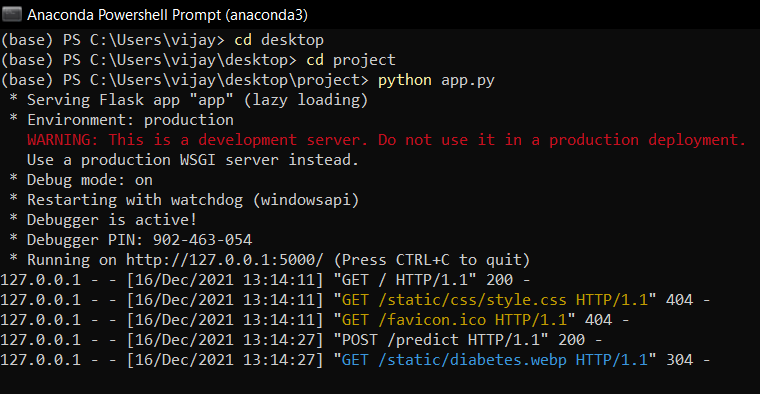 Anaconda Powershell Prompt (anaconda3)
(base) PS C:\Users\vijay> cd desktop
(base) PS C:\Users\vijay\desktop> cd project
(base) PS C:\Users\vijay\desktop\project> python app.py
 * Serving Flask app "app" (lazy loading)
 * Environment: production
   WARNING: This is a development server. Do not use it in a production deployment.
   Use a production WSGI server instead.
 * Debug mode: on
 * Restarting with watchdog (windowsapi)
 * Debugger is active!
 * Debugger PIN: 902-463-054
 * Running on http://127.0.0.1:5000/ (Press CTRL+C to quit)
127.0.0.1 - - [16/Dec/2021 13:14:11] "GET / HTTP/1.1" 200 -
127.0.0.1 - - [16/Dec/2021 13:14:11] "GET /static/css/style.css HTTP/1.1" 404 -
127.0.0.1 - - [16/Dec/2021 13:14:11] "GET /favicon.ico HTTP/1.1" 404 -
127.0.0.1 - - [16/Dec/2021 13:14:27] "POST /predict HTTP/1.1" 200 -
127.0.0.1 - - [16/Dec/2021 13:14:27] "GET /static/diabetes.webp HTTP/1.1" 304 -